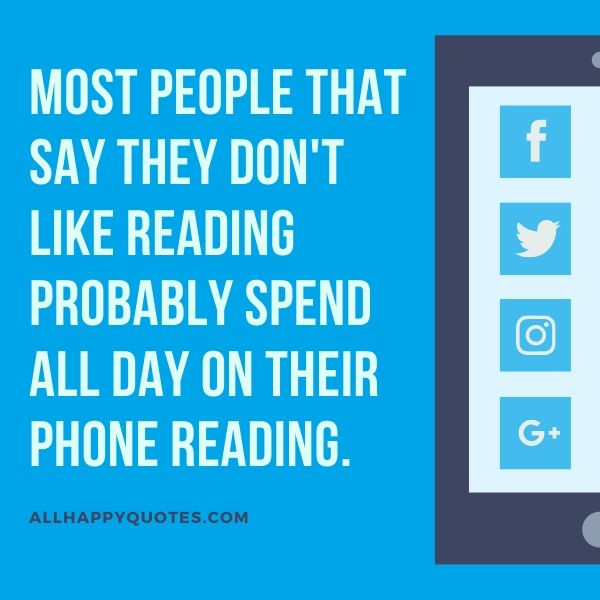 MOST PEOPLE THAT
SAY THEY DON'T
LIKE READING
PROBABLY SPEND
ALL DAY ON THEIR
PHONE READING.
ALLHAPPYQUOTES.COM
f
G+